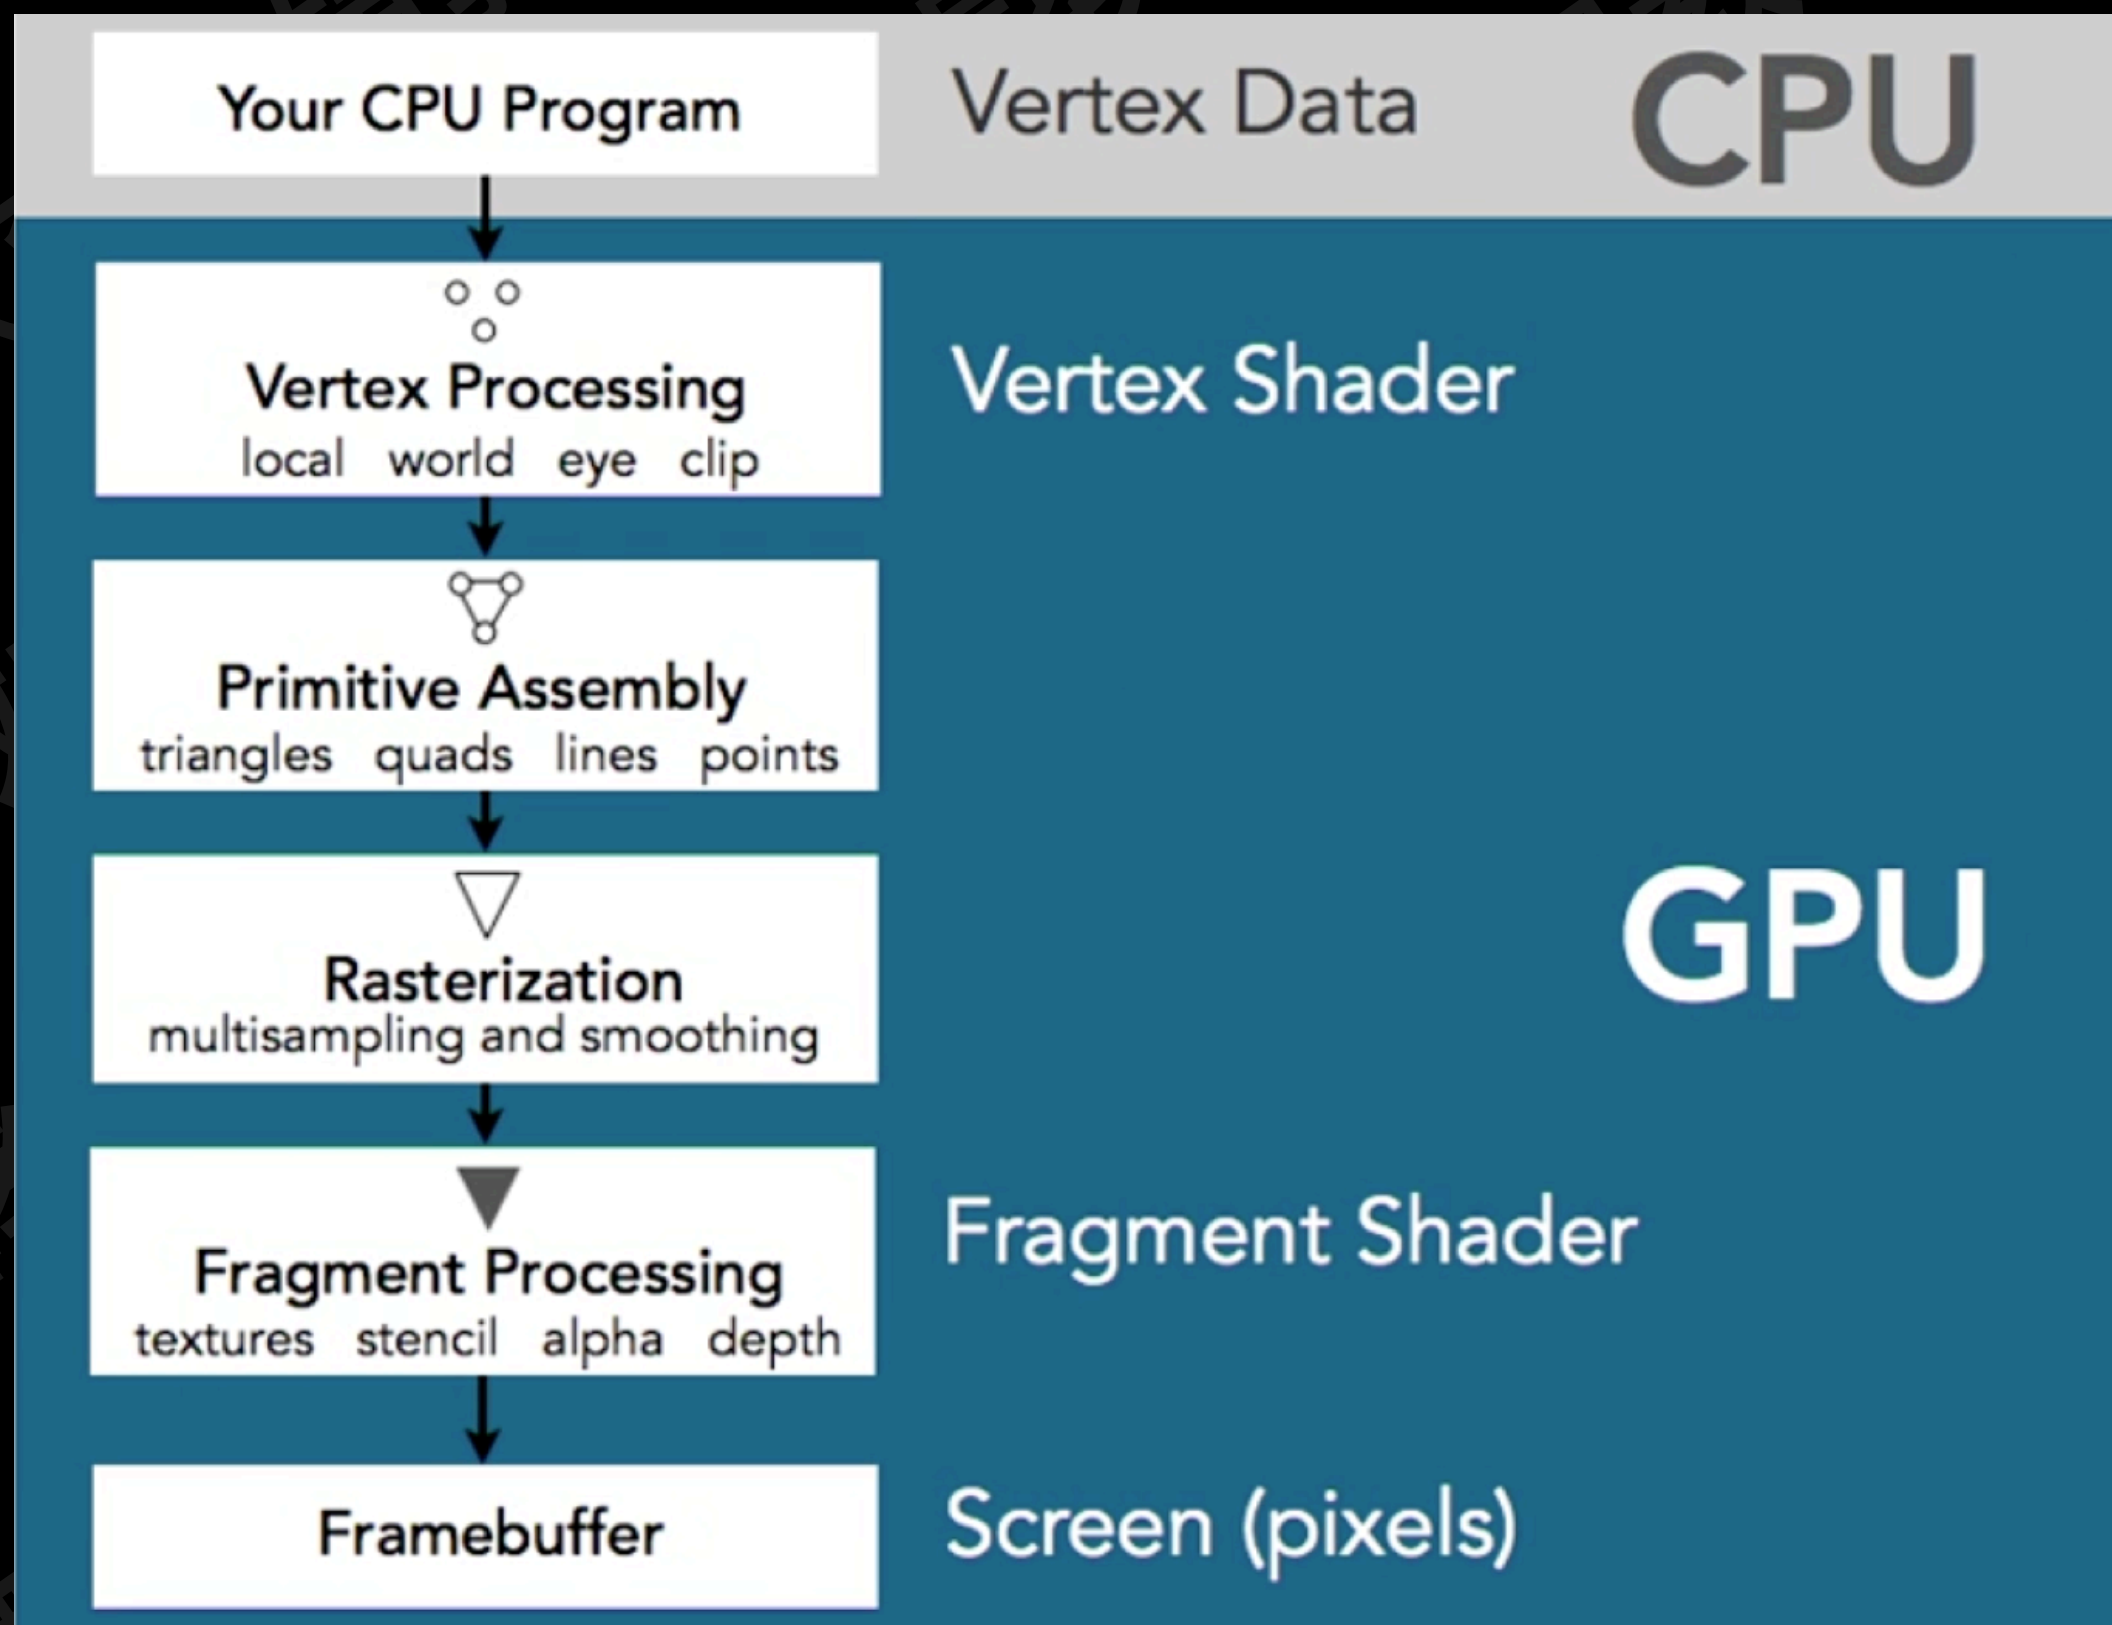 Your CPU Program
Vertex Data
CPU
Vertex Processing
local world eye clip
Vertex Shader
Primitive Assembly
triangles quads lines points
Rasterization
multisampling and smoothing
GPU
Fragment Processing
textures stencil alpha depth
Fragment Shader
Framebuffer
Screen (pixels)